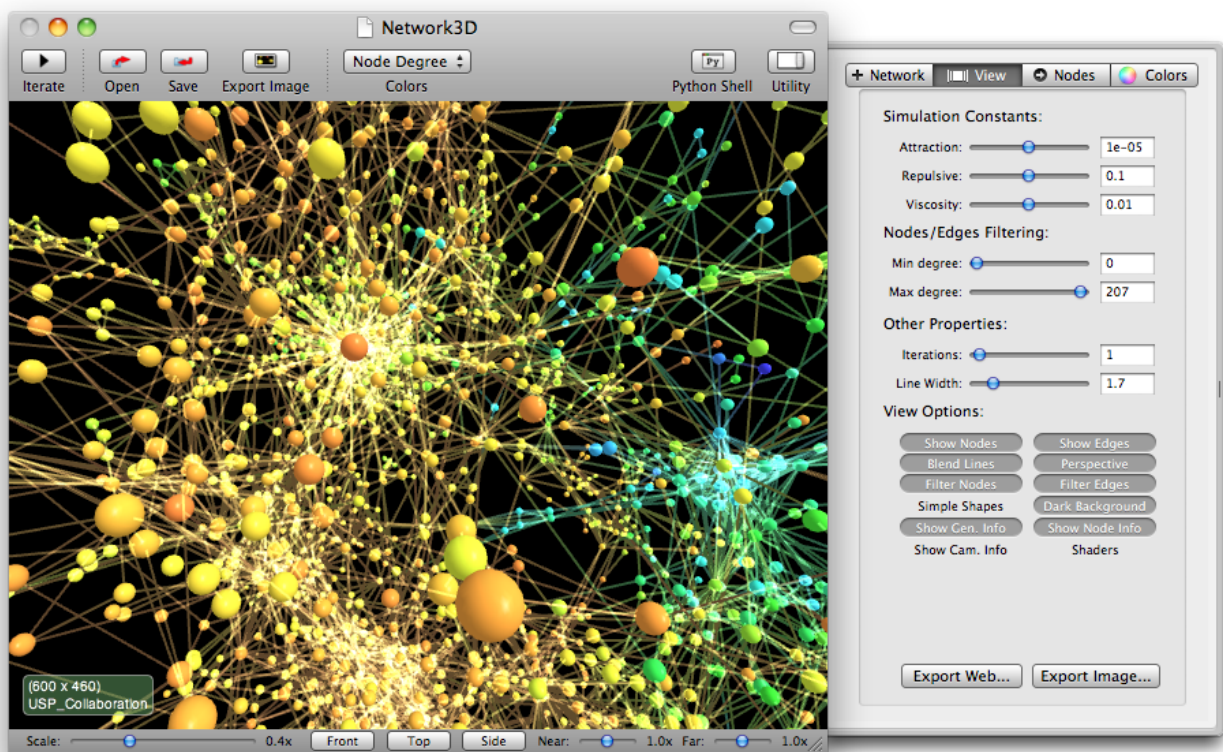 Network3D
Iterate
Open
Save
Export Image
Node Degree
Colors
Py
Python Shell
Utility
(600 x 460)
USP_Collaboration
Scale: 0.4x Front Top Side Near: 1.0x Far: 1.0x
Network View Nodes Colors
Simulation Constants:
Attraction: 1e-05
Repulsive: 0.1
Viscosity: 0.01
Nodes/Edges Filtering:
Min degree: 0
Max degree: 207
Other Properties:
Iterations: 1
Line Width: 1.7
View Options:
Show Nodes Show Edges
Blend Lines Perspective
Filter Nodes Filter Edges
Simple Shapes Dark Background
Show Gen. Info Show Node Info
Show Cam. Info Shaders
Export Web... Export Image...